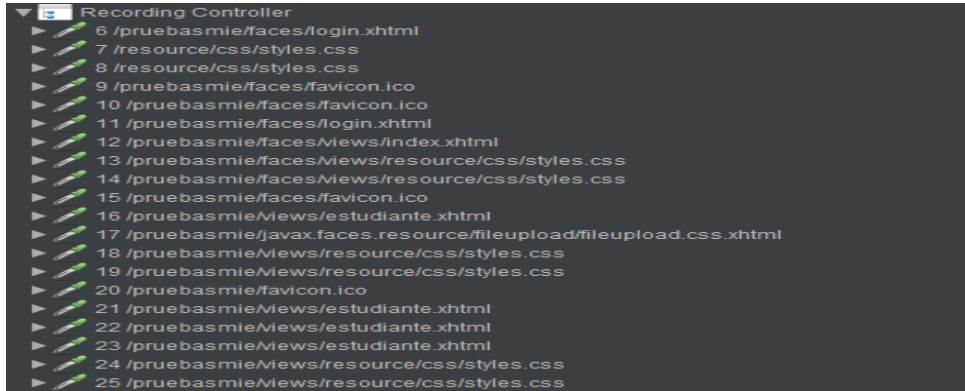 Recording Controller
6 /pruebasmie/faces/login.xhtml
7 /resource/css/styles.css
8 /resource/css/styles.css
9 /pruebasmie/faces/favicon.ico
10 /pruebasmie/faces/favicon.ico
11 /pruebasmie/faces/login.xhtml
12 /pruebasmie/faces/views/index.xhtml
13 /pruebasmie/faces/views/resource/css/styles.css
14 /pruebasmie/faces/views/resource/css/styles.css
15 /pruebasmie/faces/favicon.ico
16 /pruebasmie/views/estudiante.xhtml
17 /pruebasmie/javax.faces.resource/fileupload/fileupload.css.xhtml
18 /pruebasmie/views/resource/css/styles.css
19 /pruebasmie/views/resource/css/styles.css
20 /pruebasmie/favicon.ico
21 /pruebasmie/views/estudiante.xhtml
22 /pruebasmie/views/estudiante.xhtml
23 /pruebasmie/views/estudiante.xhtml
24 /pruebasmie/views/resource/css/styles.css
25 /pruebasmie/views/resource/css/styles.css